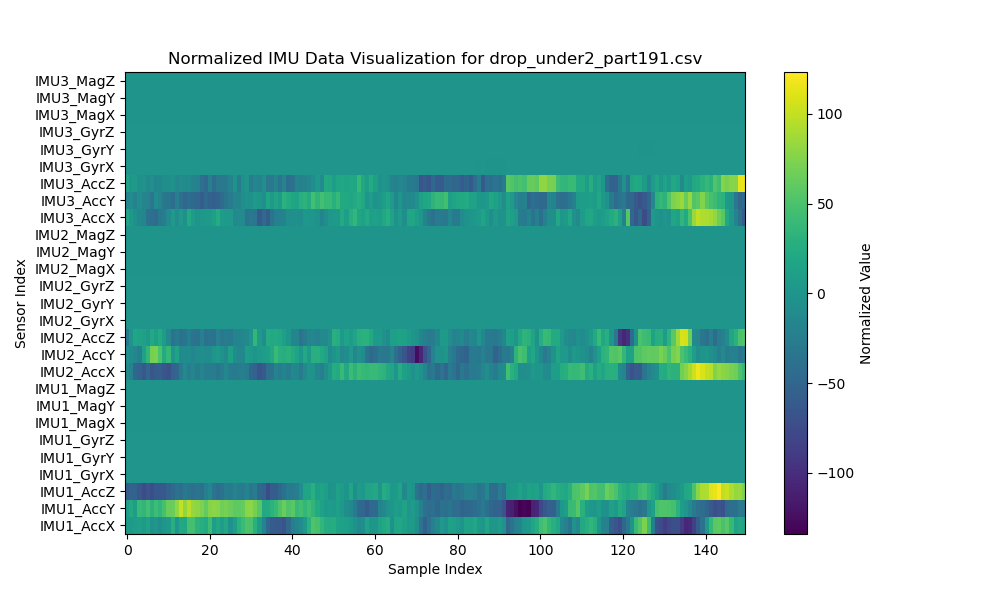 Normalized IMU Data Visualization for drop_under2_part191.csv
IMU3_MagZ
IMU3_MagY
IMU3_MagX
IMU3_GyrZ
IMU3_GyrY
IMU3_GyrX
IMU3_AccZ
IMU3_AccY
IMU3_AccX
IMU2_MagZ
IMU2_MagY
IMU2_MagX
IMU2_GyrZ
IMU2_GyrY
IMU2_GyrX
IMU2_AccZ
IMU2_AccY
IMU2_AccX
IMU1_MagZ
IMU1_MagY
IMU1_MagX
IMU1_GyrZ
IMU1_GyrY
IMU1_GyrX
IMU1_AccZ
IMU1_AccY
IMU1_AccX
Sensor Index
0 20 40 60 80 100 120 140
Sample Index
100
50
0
−50
−100
Normalized Value